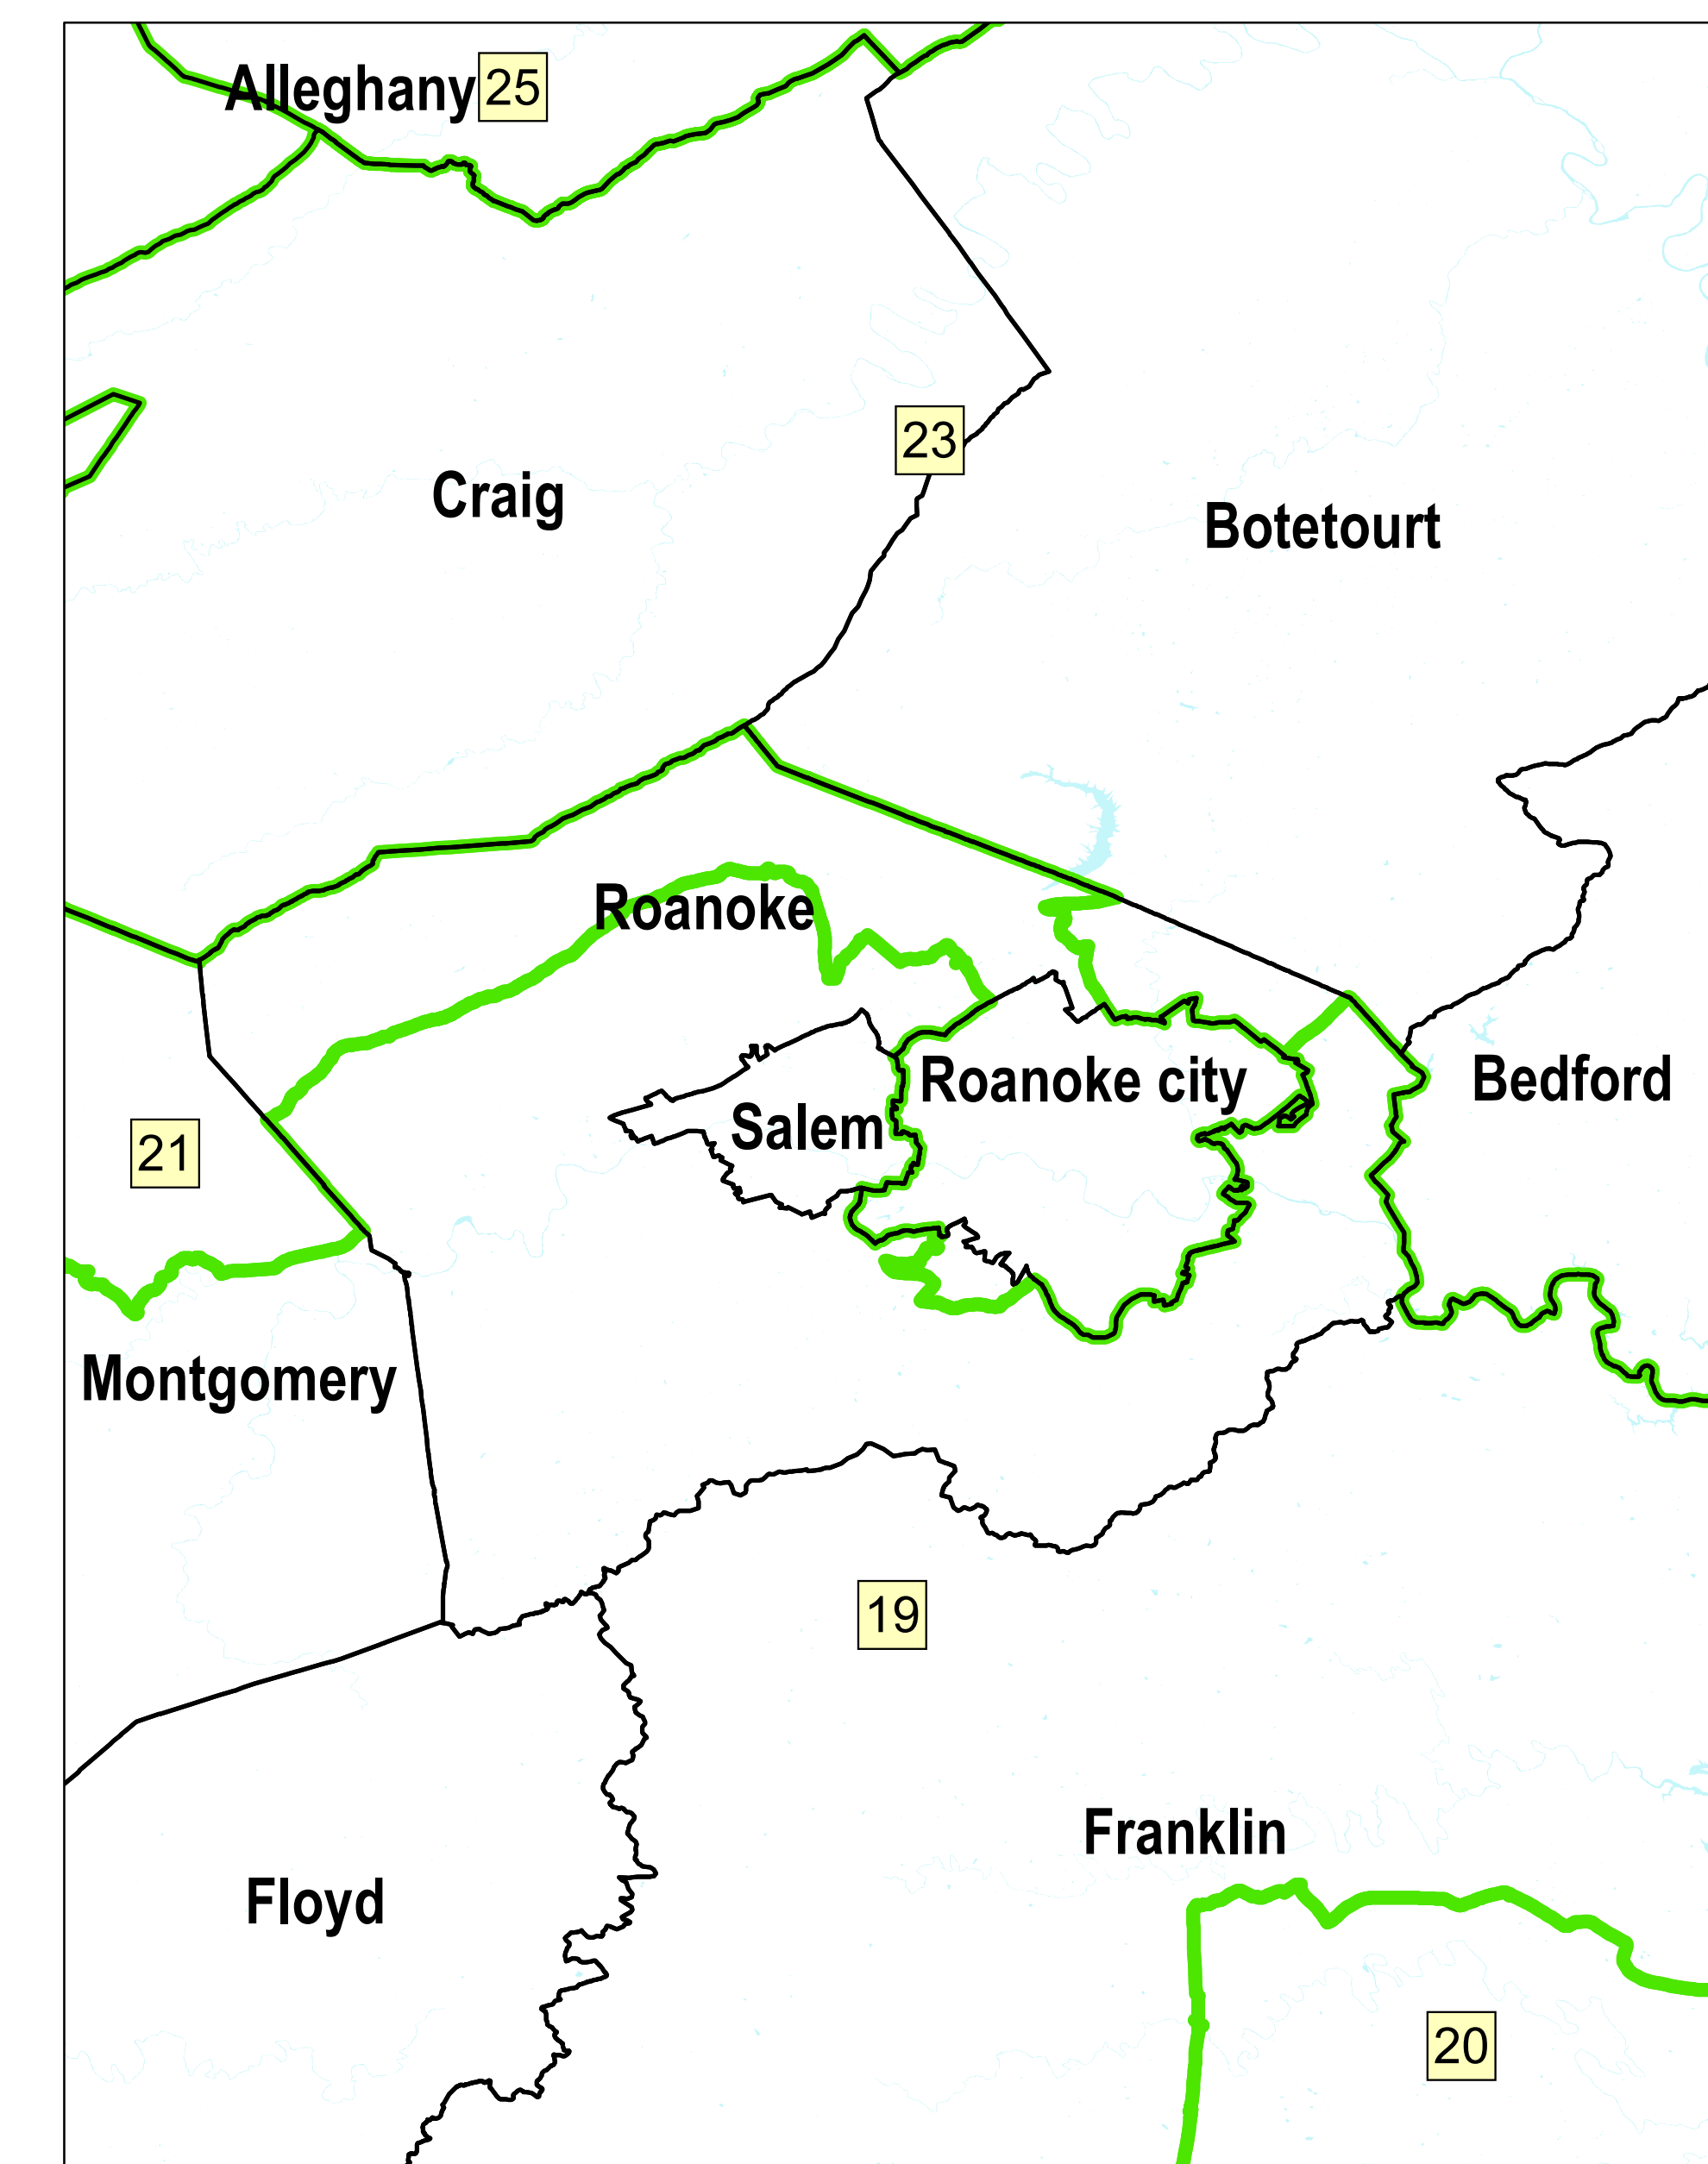 Alleghany
25
23
Craig
Botetourt
Roanoke
Roanoke city
Bedford
Salem
21
Montgomery
19
Franklin
Floyd
20